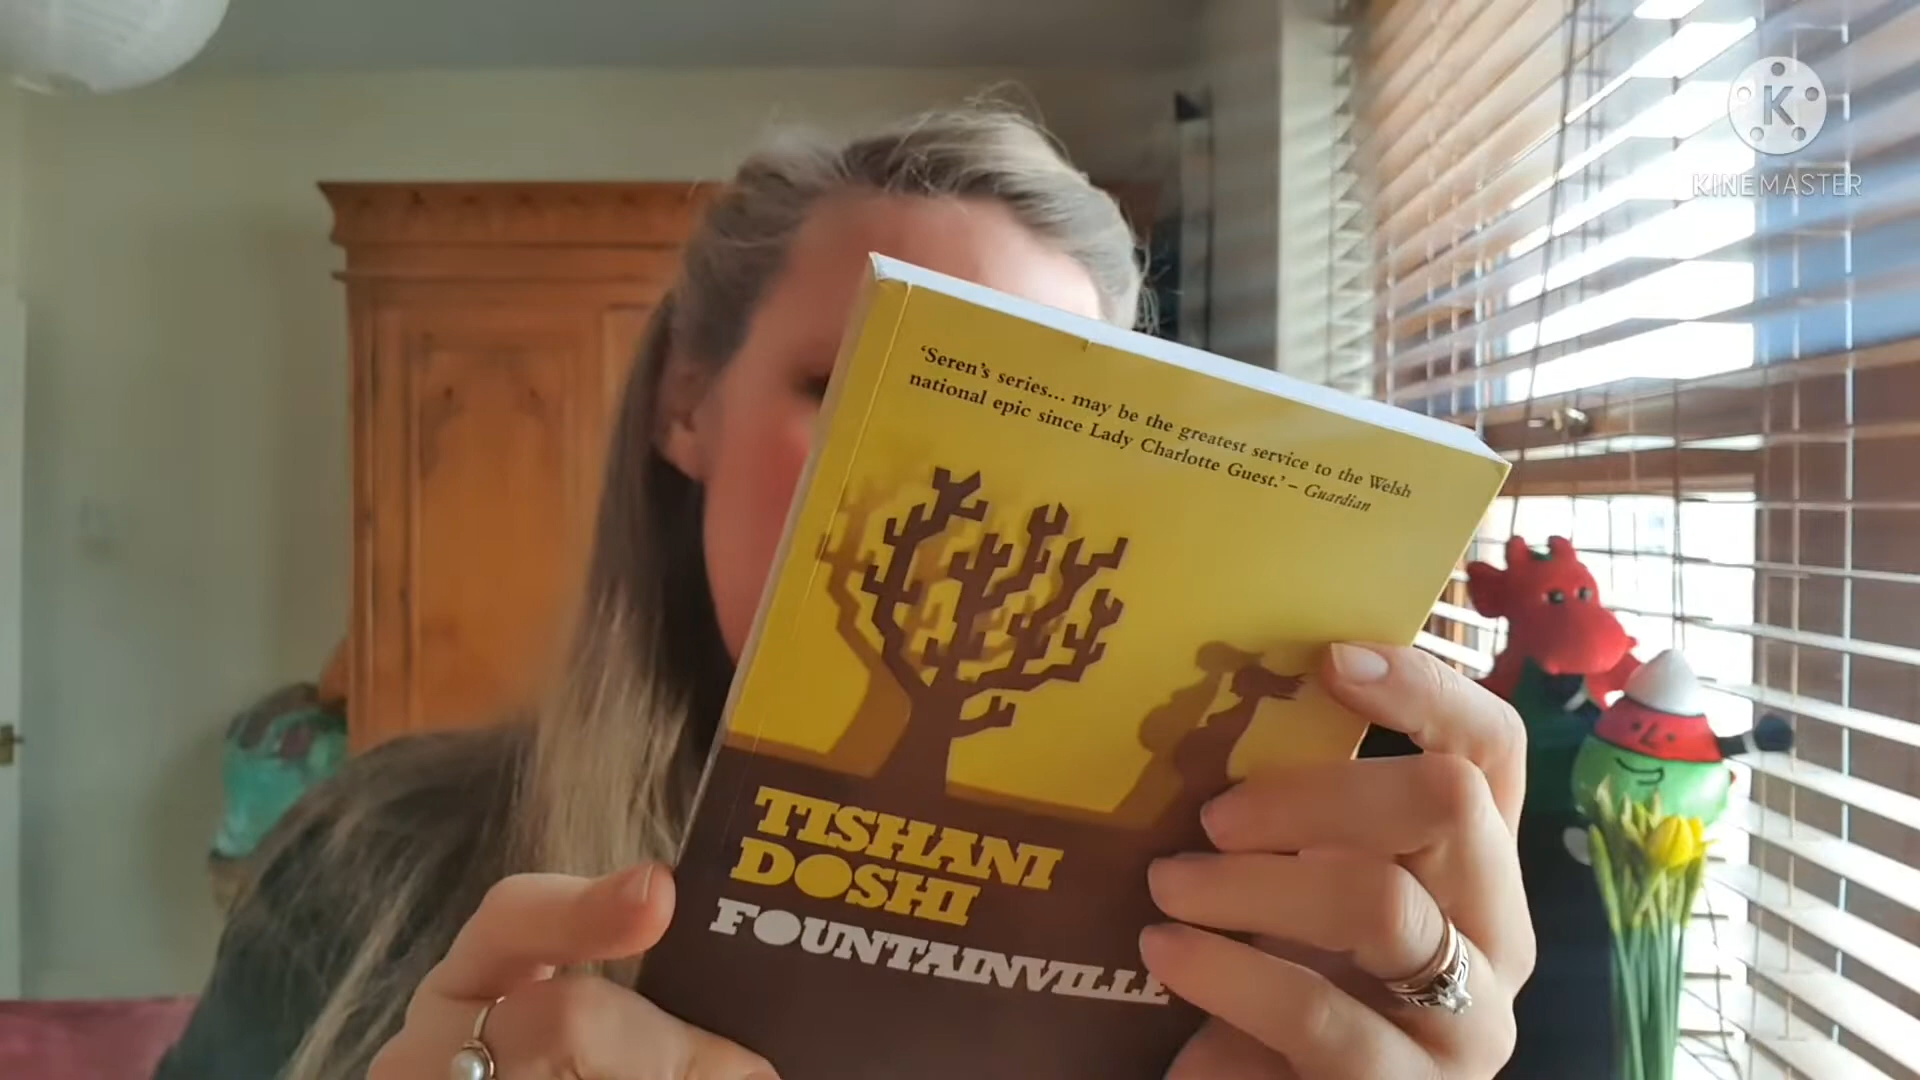 K
KINEMASTER
‘Seren’s series... may be the greatest service to the Welsh
national epic since Lady Charlotte Guest.’ – Guardian
TISHANI
DOSHI
FOUNTAINVILLE